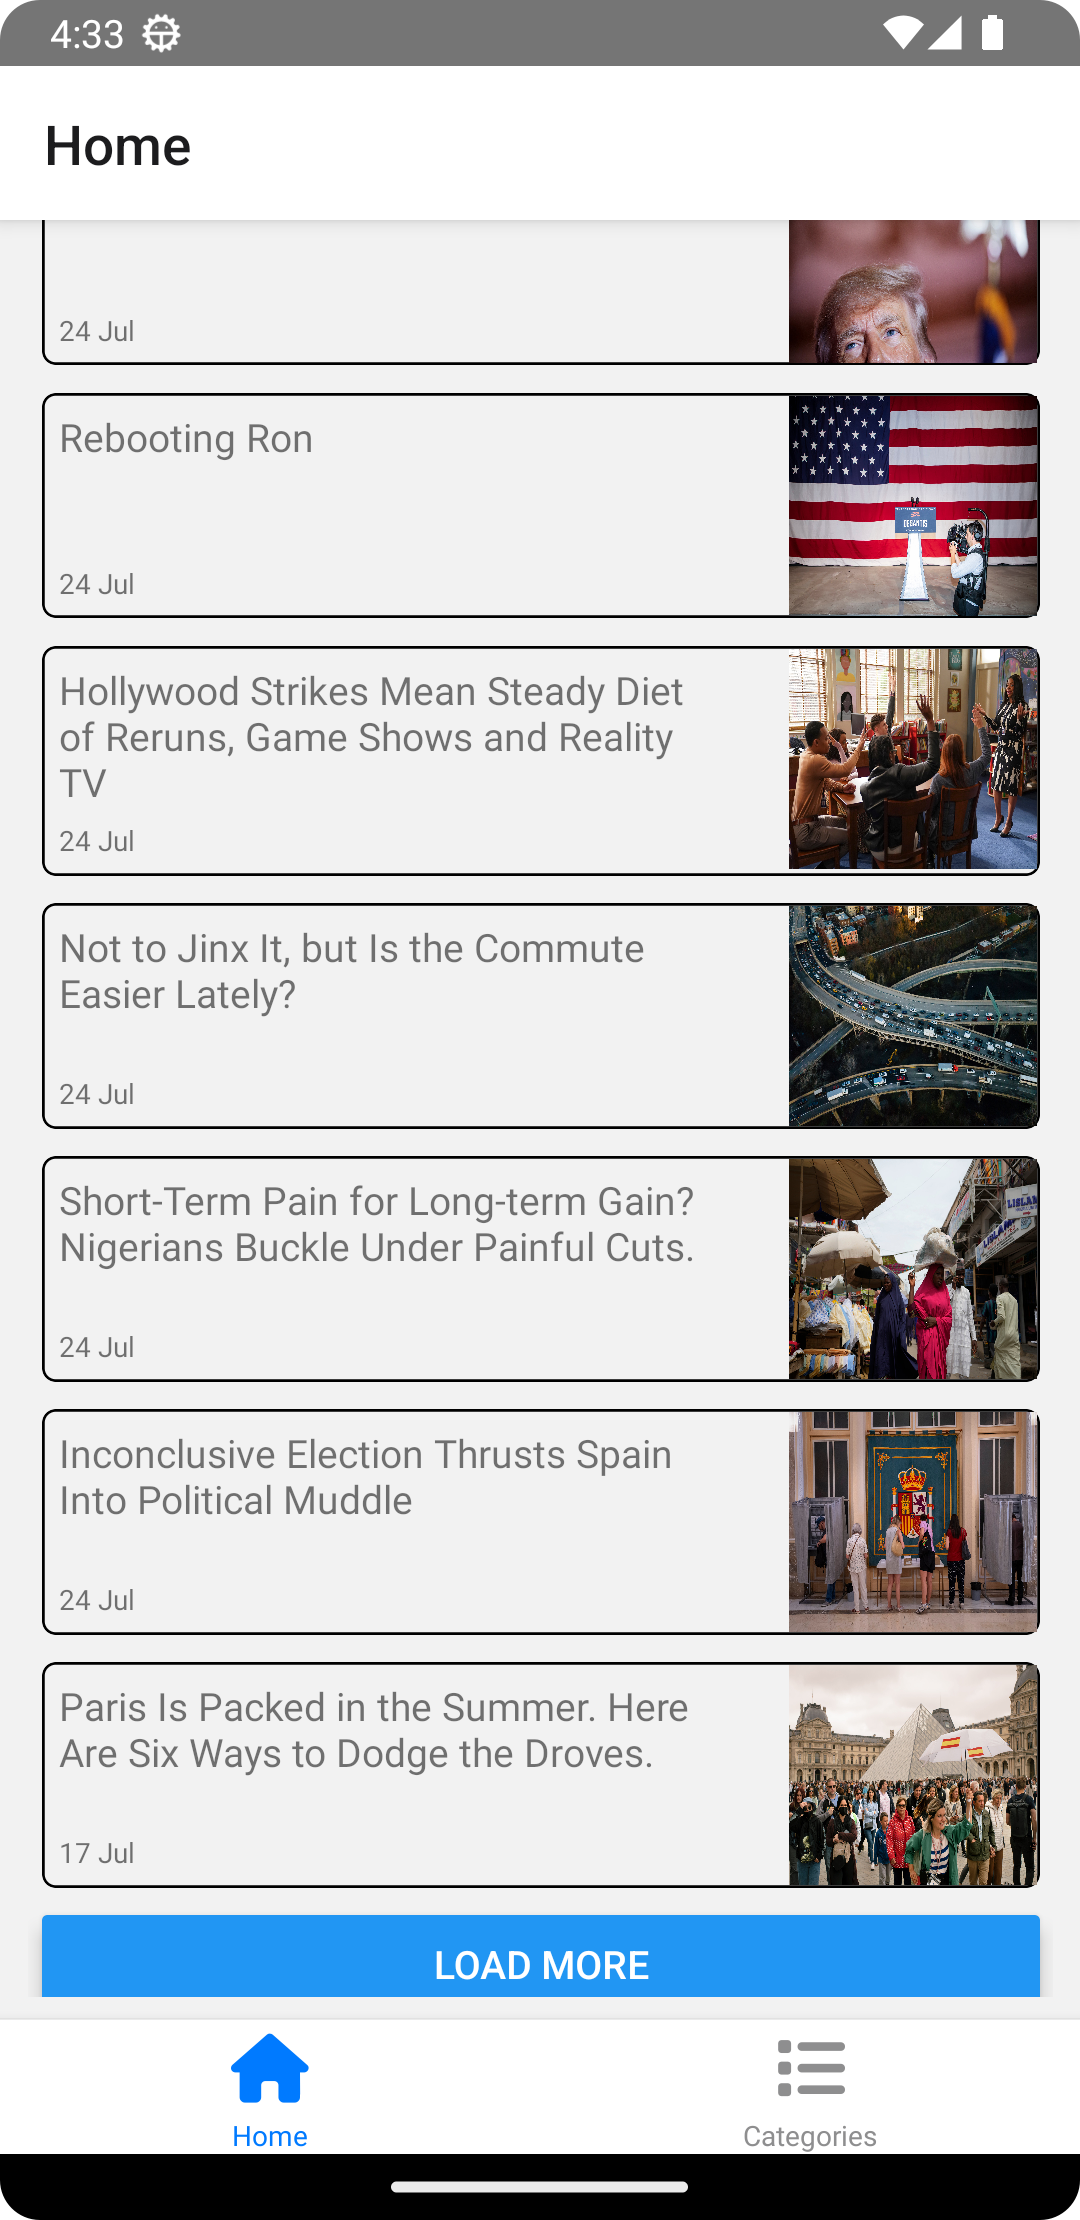 4:33
Home
24 Jul
Rebooting Ron
24 Jul
DESANTIS
Hollywood Strikes Mean Steady Diet
of Reruns, Game Shows and Reality
TV
24 Jul
Not to Jinx It, but Is the Commute
Easier Lately?
24 Jul
Short-Term Pain for Long-term Gain?
Nigerians Buckle Under Painful Cuts.
24 Jul
Inconclusive Election Thrusts Spain
Into Political Muddle
24 Jul
Paris Is Packed in the Summer. Here
Are Six Ways to Dodge the Droves.
17 Jul
LOAD MORE
Home
Categories